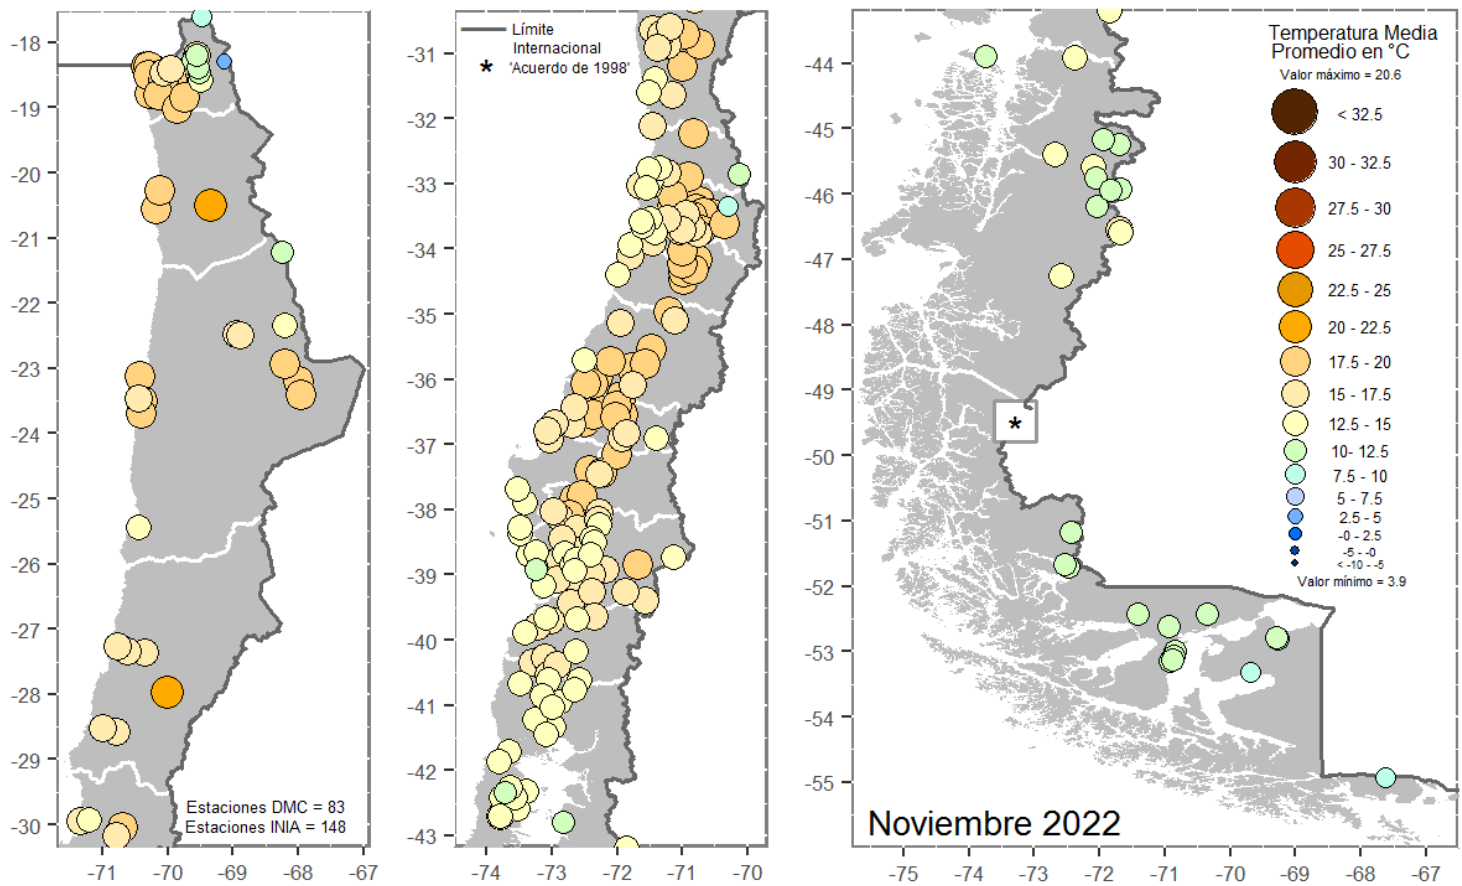 -18
-19
-20
-21
-22
-23
-24
-25
-26
-27
-28
-29
-30
-71
-70
-69
-68
-67
Estaciones DMC = 83
Estaciones INIA = 148
-31
-32
-33
-34
-35
-36
-37
-38
-39
-40
-41
-42
-43
-74
-73
-72
-71
-70
Límite
Internacional
* 'Acuerdo de 1998'
-44
-45
-46
-47
-48
-49
-50
-51
-52
-53
-54
-55
-75
-74
-73
-72
-71
-70
-69
-68
-67
*
Noviembre 2022
Temperatura Media
Promedio en °C
Valor máximo = 20.6
< 32.5
30 - 32.5
27.5 - 30
25 - 27.5
22.5 - 25
20 - 22.5
17.5 - 20
15 - 17.5
12.5 - 15
10- 12.5
7.5 - 10
5 - 7.5
2.5 - 5
-0 - 2.5
-5 - -0
< -10 - -5
Valor mínimo = 3.9